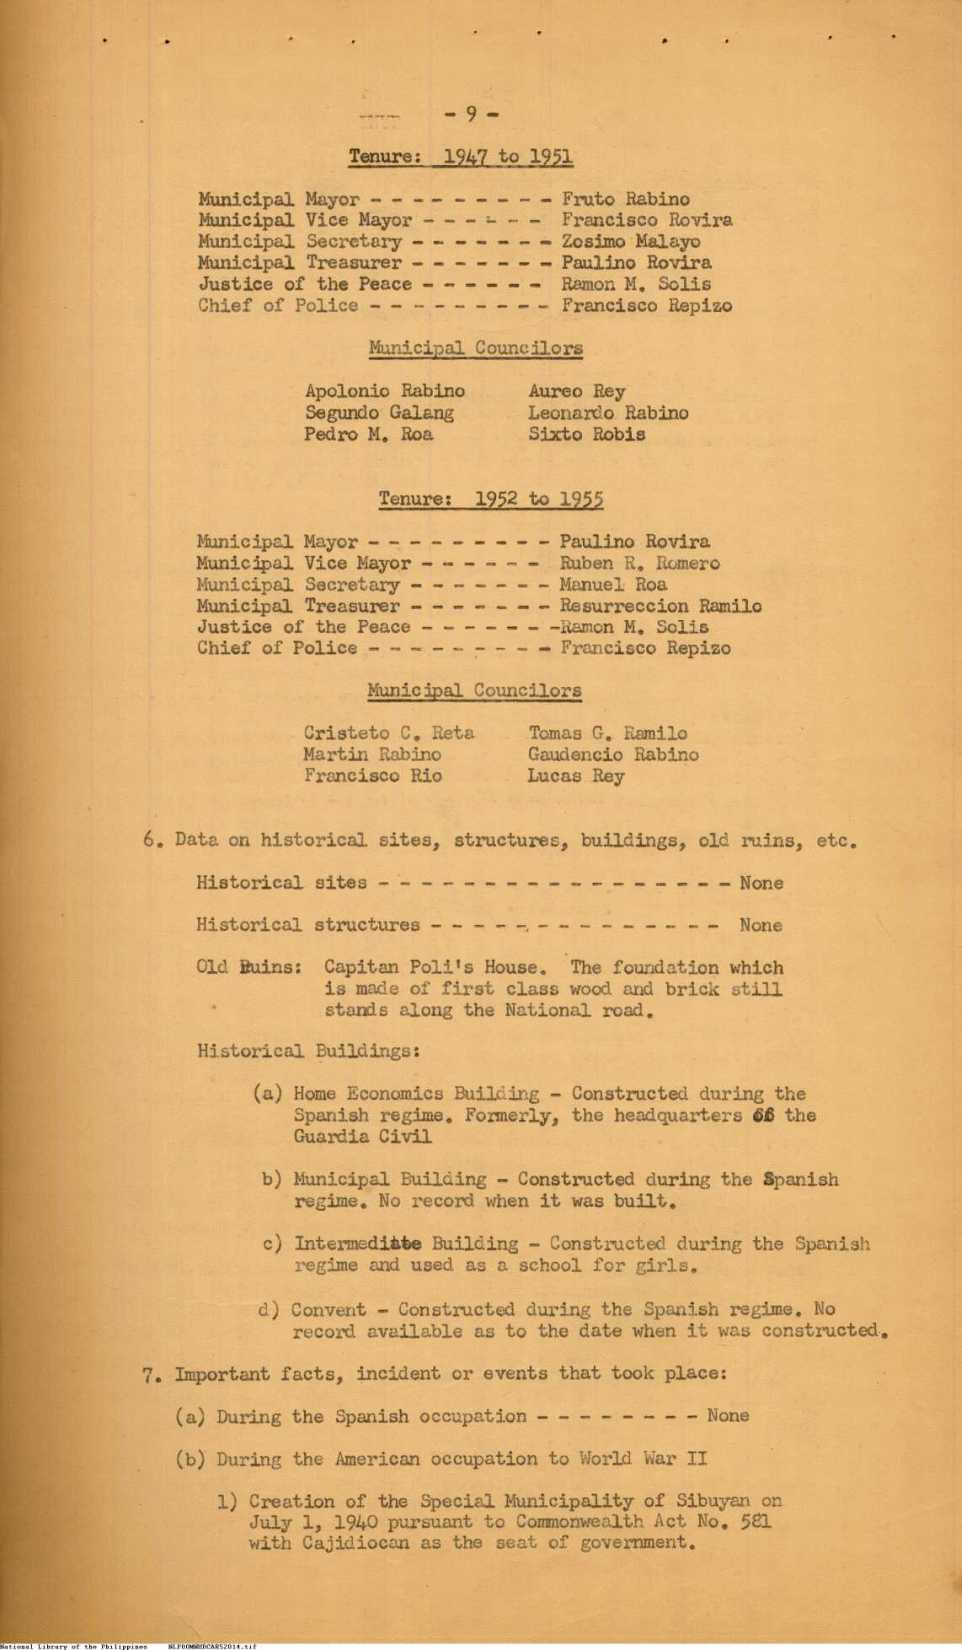 - 9 -
Tenure: 1947 to 1951
Municipal Mayor - - - - - - - - - Fruto Rabino
Municipal Vice Mayor - - - - - - Francisco Rovira
Municipal Secretary - - - - - - - Zosimo Malayo
Municipal Treasurer - - - - - - - Paulino Rovira
Justice of the Peace - - - - - - Ramon M. Solis
Chief of Police - - - - - - - - - Francisco Repizo
Municipal Councilors
Apolonio Rabino Aureo Rey
Segundo Galang Leonardo Rabino
Pedro M. Roa Sixto Robis
Tenure: 1952 to 1955
Municipal Mayor - - - - - - - - - Paulino Rovira
Municipal Vice Mayor - - - - - - Ruben R. Romero
Municipal Secretary - - - - - - - Manuel Roa
Municipal Treasurer - - - - - - - Resurreccion Ramilo
Justice of the Peace - - - - - - -Ramon M. Solis
Chief of Police - - - - - - - - - Francisco Repizo
Municipal Councilors
Cristeto C. Reta Tomas G. Ramilo
Martin Rabino Gaudencio Rabino
Francisco Rio Lucas Rey
6. Data on historical sites, structures, buildings, old ruins, etc.
Historical sites - - - - - - - - - - - - - - - - - None
Historical structures - - - - - - - - - - - - - - None
Old Ruins: Capitan Poli's House. The foundation which
is made of first class wood and brick still
stands along the National road.
Historical Buildings:
(a) Home Economics Building - Constructed during the
Spanish regime. Formerly, the headquarters of the
Guardia Civil
b) Municipal Building - Constructed during the Spanish
regime. No record when it was built.
c) Intermediate Building - Constructed during the Spanish
regime and used as a school for girls.
d) Convent - Constructed during the Spanish regime. No
record available as to the date when it was constructed.
7. Important facts, incident or events that took place:
(a) During the Spanish occupation - - - - - - - - None
(b) During the American occupation to World War II
1) Creation of the Special Municipality of Sibuyan on
July 1, 1940 pursuant to Commonwealth Act No. 581
with Cajidiocan as the seat of government.
National Library of the Philippines